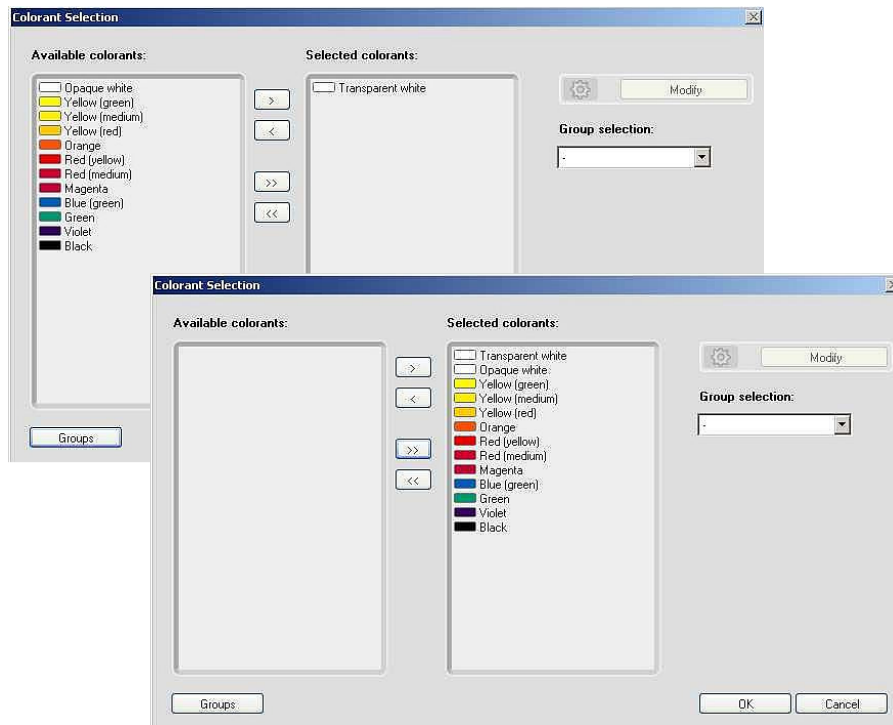 Colorant Selection
Available colorants:
Selected colorants:
Opaque white
Yellow (green)
Yellow (medium)
Yellow (red)
Orange
Red (yellow)
Red (medium)
Magenta
Blue (green)
Green
Violet
Black
>
<
>>
<<
Transparent white
Modify
Group selection:
-
Groups
Colorant Selection
Available colorants:
Selected colorants:
>
<
>>
<<
Transparent white
Opaque white
Yellow (green)
Yellow (medium)
Yellow (red)
Orange
Red (yellow)
Red (medium)
Magenta
Blue (green)
Green
Violet
Black
Modify
Group selection:
-
Groups
OK
Cancel